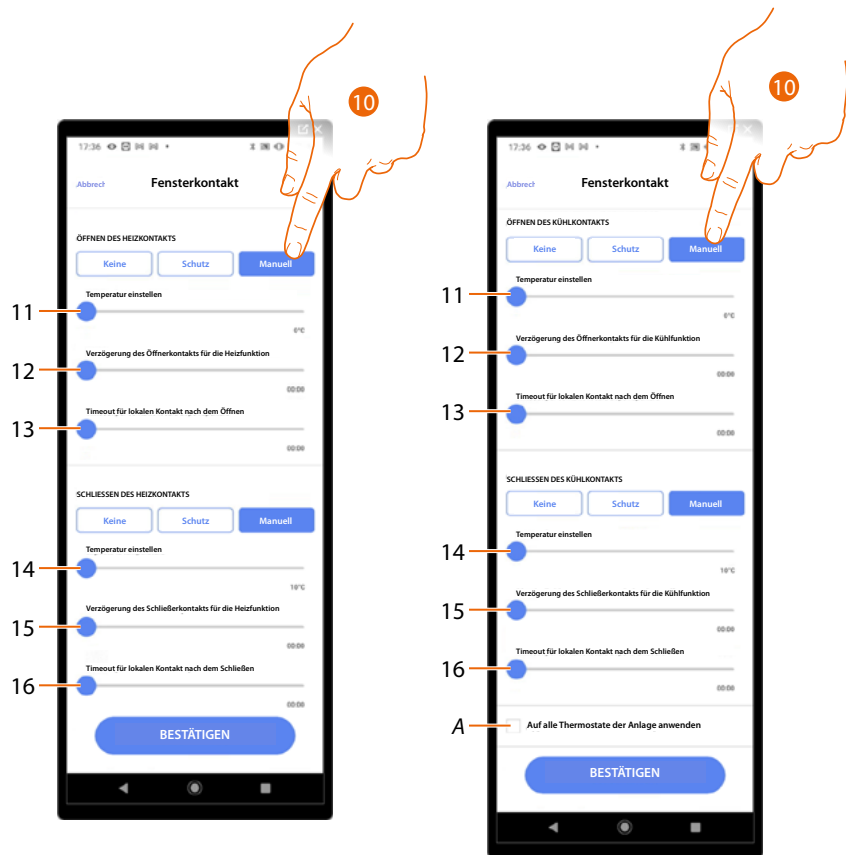 10
17:36
Abbrecl
Fensterkontakt
ÖFFNEN DES HEIZKONTAKTS
Keine
Schutz
Manuell
11
Temperatur einstellen
0°C
12
Verzögerung des Öffnerkontakts für die Heizfunktion
00:00
13
Timeout für lokalen Kontakt nach dem Öffnen
00:00
SCHLIESSEN DES HEIZKONTAKTS
Keine
Schutz
Manuell
14
Temperatur einstellen
10°C
15
Verzögerung des Schließerkontakts für die Heizfunktion
00:00
16
Timeout für lokalen Kontakt nach dem Schließen
00:00
BESTÄTIGEN
10
17:36
Abbrecl
Fensterkontakt
ÖFFNEN DES KÜHLKONTAKTS
Keine
Schutz
Manuell
11
Temperatur einstellen
0°C
12
Verzögerung des Öffnerkontakts für die Kühlfunktion
00:00
13
Timeout für lokalen Kontakt nach dem Öffnen
00:00
SCHLIESSEN DES KÜHLKONTAKTS
Keine
Schutz
Manuell
14
Temperatur einstellen
10°C
15
Verzögerung des Schließerkontakts für die Kühlfunktion
00:00
16
Timeout für lokalen Kontakt nach dem Schließen
00:00
A
Auf alle Thermostate der Anlage anwenden
BESTÄTIGEN